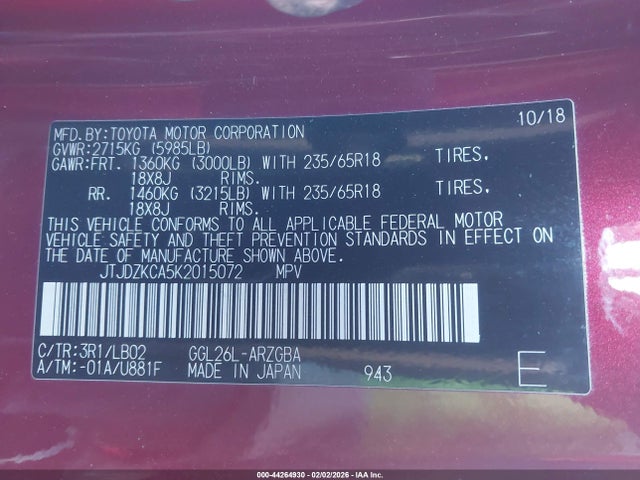 10/18
MFD.BY:TOYOTA MOTOR CORPORATION
GVWR:2715KG (5985LB)
GAWR:FRT. 1360KG (3000LB) WITH 235/65R18 TIRES.
18X8J RIMS.
RR. 1460KG (3215LB) WITH 235/65R18 TIRES.
18X8J RIMS.
THIS VEHICLE CONFORMS TO ALL APPLICABLE FEDERAL MOTOR
VEHICLE SAFETY AND THEFT PREVENTION STANDARDS IN EFFECT ON
THE DATE OF MANUFACTURE SHOWN ABOVE.
JTJDZKCA5K2015072 MPV
C/TR:3R1/LB02 GGL26L-ARZGBA
A/TM:-01A/U881F MADE IN JAPAN 943 E
000-44264930 - 02/02/2026 - IAA Inc.